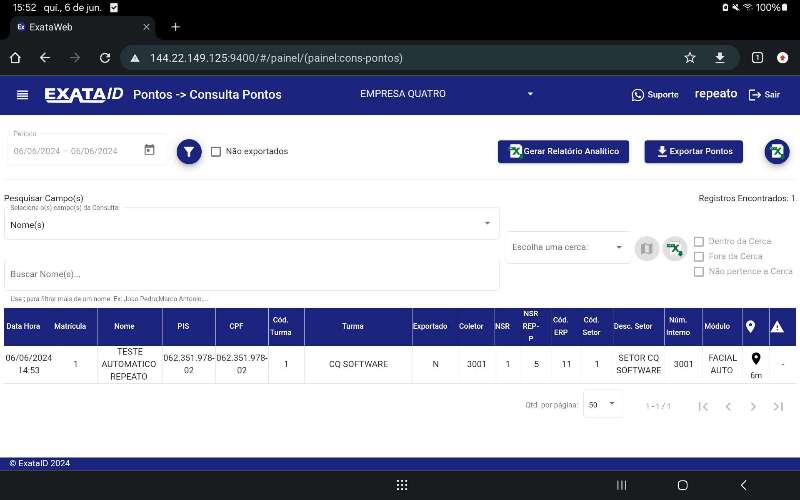 15:52 qui., 6 de jun. 100%
ExataWeb
144.22.149.125:9400/#/painel/(painel:cons-pontos)
1
EXATAID Pontos -> Consulta Pontos EMPRESA QUATRO Suporte repeato Sair
Período
06/06/2024 – 06/06/2024 Não exportados Gerar Relatório Analítico Exportar Pontos
Pesquisar Campo(s) Registros Encontrados: 1
Selecione o(s) campo(s) da Consulta
Nome(s)
Escolha uma cerca: Dentro da Cerca
Fora da Cerca
Não pertence a Cerca
Buscar Nome(s)...
Use ; para filtrar mais de um nome. Ex: João Pedro;Marco Antonio;...
Data Hora Matrícula Nome PIS CPF Cód. Turma Turma Exportado Coletor NSR NSR REP-P Cód. ERP Cód. Setor Desc. Setor Núm. Interno Módulo
06/06/2024 14:53 1 TESTE AUTOMATICO REPEATO 062.351.978-02 062.351.978-02 1 CQ SOFTWARE N 3001 1 5 11 1 SETOR CQ SOFTWARE 3001 FACIAL AUTO 6m -
Qtd. por página: 50 1 - 1 / 1
© ExataID 2024